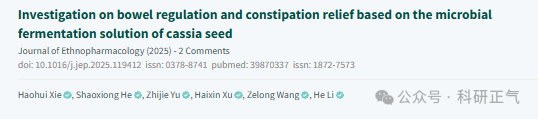 Investigation on bowel regulation and constipation relief based on the microbial
fermentation solution of cassia seed
Journal of Ethnopharmacology (2025) - 2 Comments
doi: 10.1016/j.jep.2025.119412 issn: 0378-8741 pubmed: 39870337 issn: 1872-7573
Haohui Xie, Shaoxiong He, Zhijie Yu, Haixin Xu, Zelong Wang, He Li
公众号 · 科研正气